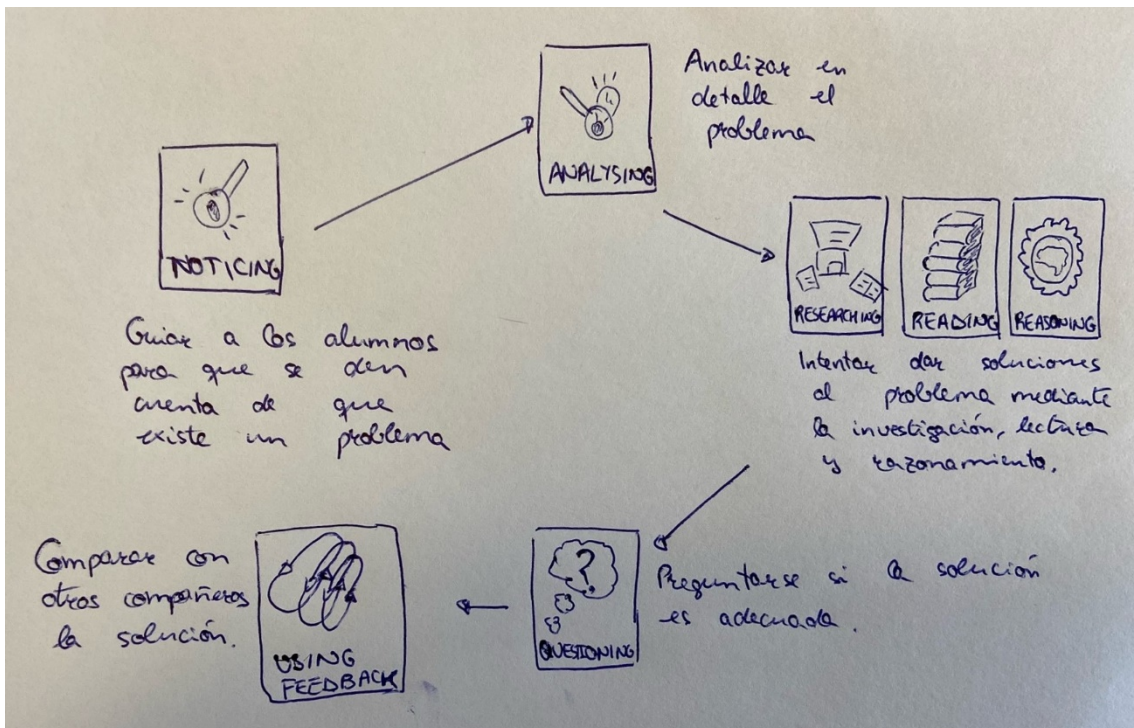 NOTICING
Guiar a los alumnos
para que se den
cuenta de que
existe un problema
ANALYSING
Analizar en
detalle el
problema
RESEARCHING
READING
REASONING
Intentar dar soluciones
al problema mediante
la investigación, lectura
y razonamiento.
QUESTIONING
Preguntarse si la solución
es adecuada.
USING
FEEDBACK
Comparar con
otros compañeros
la solución.